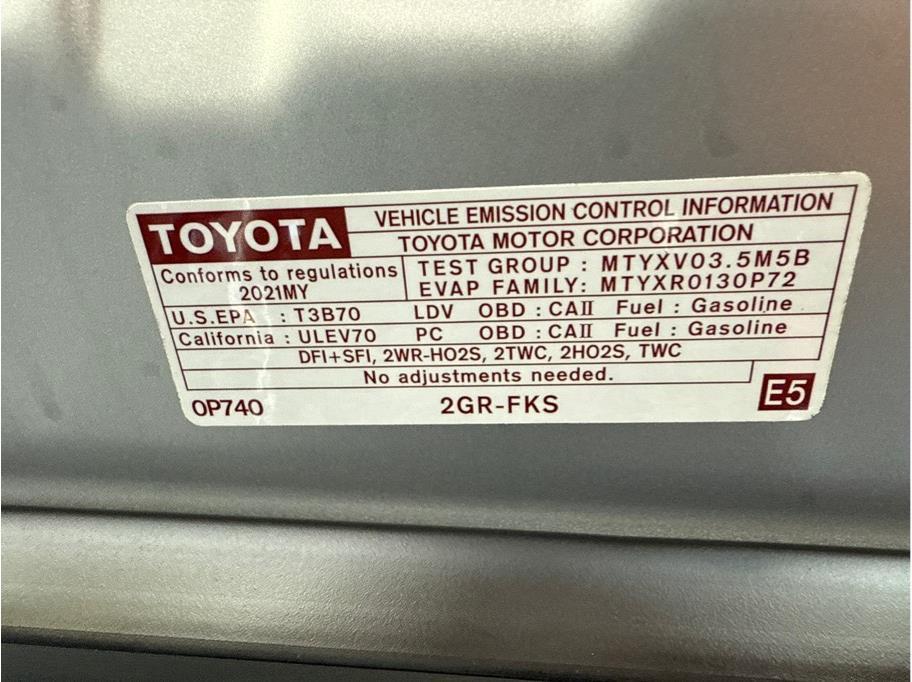 TOYOTA
VEHICLE EMISSION CONTROL INFORMATION
TOYOTA MOTOR CORPORATION
Conforms to regulations
2021MY
TEST GROUP : MTYXV03.5M5B
EVAP FAMILY: MTYXR0130P72
U.S.EPA : T3B70 LDV OBD : CAII Fuel : Gasoline
California : ULEV70 PC OBD : CAII Fuel : Gasoline
DFI+SFI, 2WR-HO2S, 2TWC, 2HO2S, TWC
No adjustments needed.
0P740 2GR-FKS E5